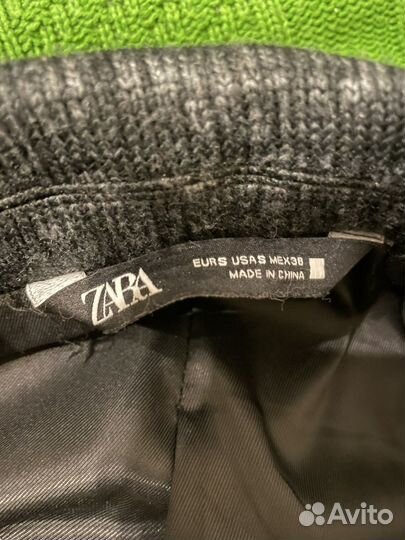 ZARA
EUR S USA S MEX 38
MADE IN CHINA
Avito